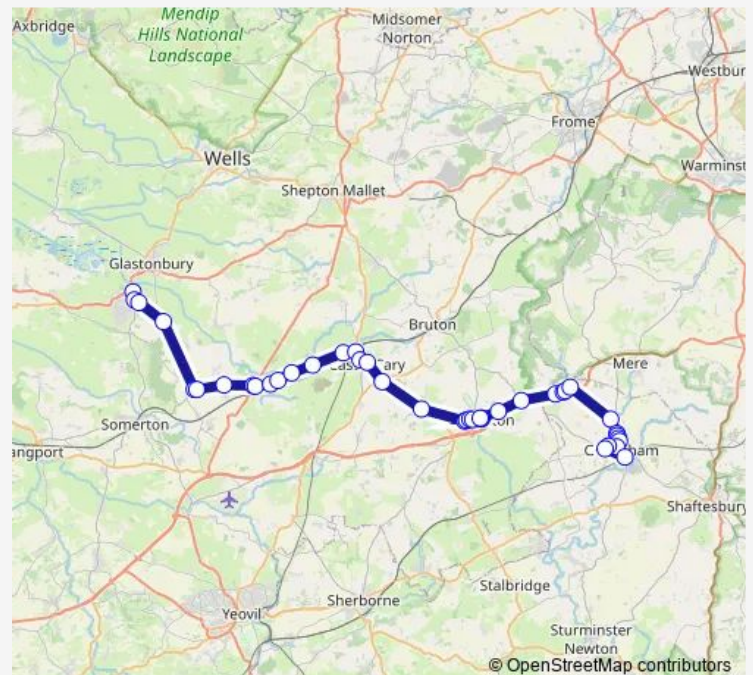 Axbridge
Mendip
Hills National
Landscape
Midsomer
Norton
Westbur
Frome
Wells
Warminst
Shepton Mallet
Glastonbury
Bruton
Mere
Somerton
angport
Shaftesbury
Stalbridge
Sherborne
Yeovil
Sturminster
Newton
© OpenStreetMap contributors